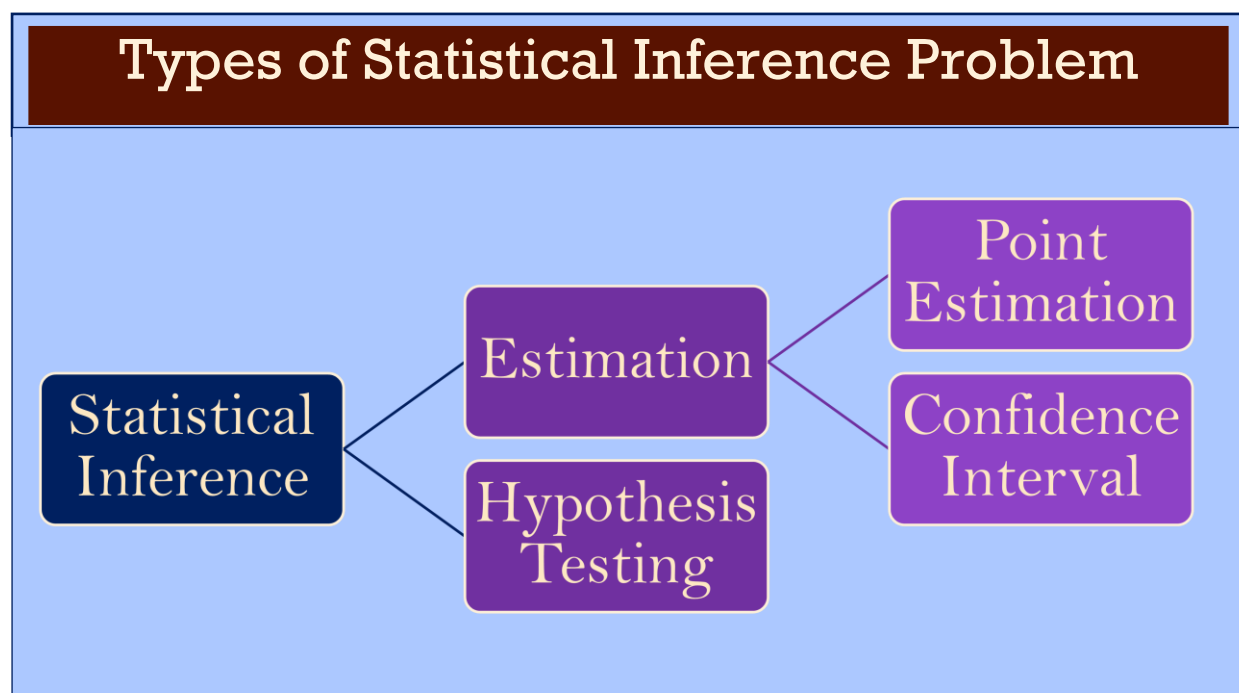 Types of Statistical Inference Problem
Statistical
Inference
Estimation
Hypothesis
Testing
Point
Estimation
Confidence
Interval